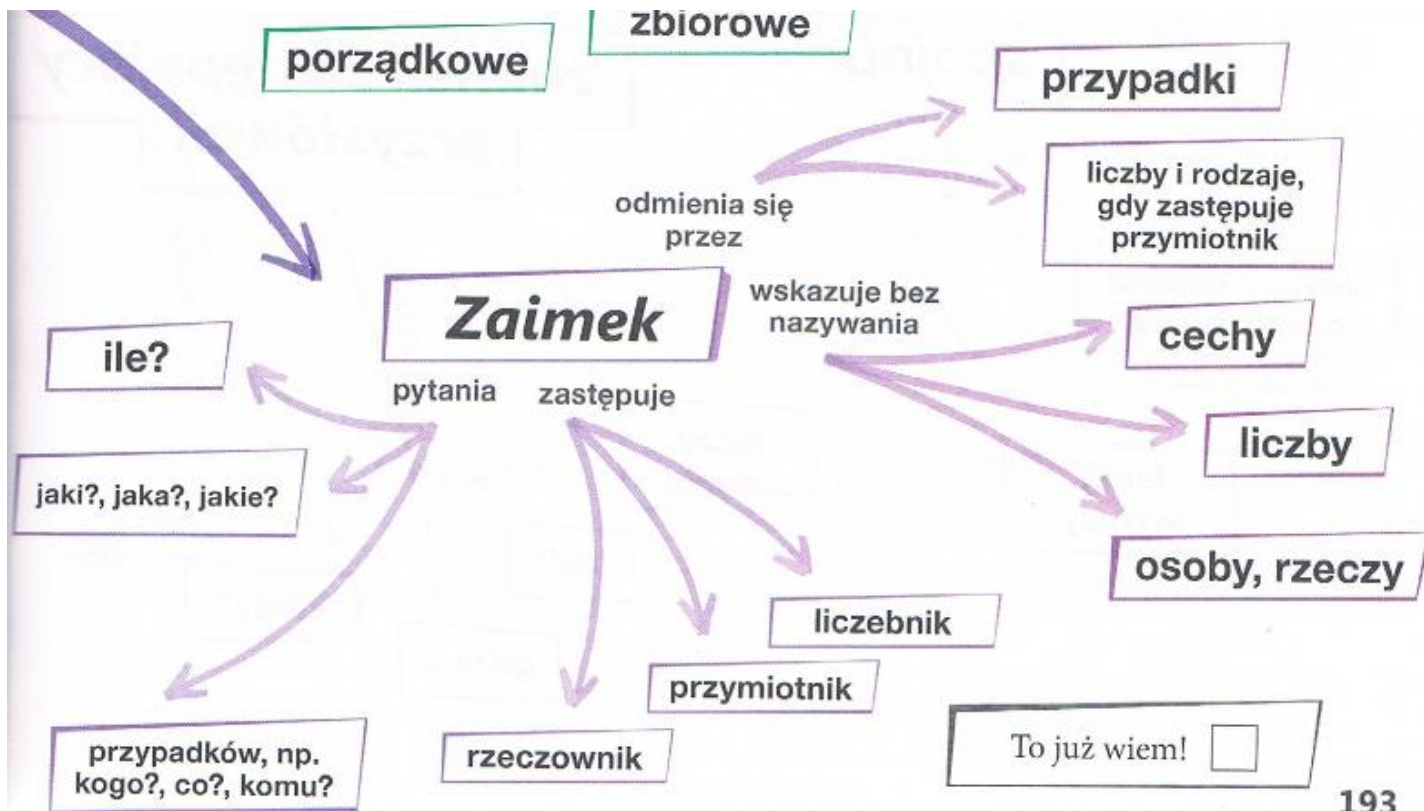 zbiorowe
porządkowe
przypadki
liczby i rodzaje,
gdy zastępuje
przymiotnik
odmienia się
przez
Zaimek
wskazuje bez
nazywania
cechy
liczby
osoby, rzeczy
pytania
zastępuje
ile?
jaki?, jaka?, jakie?
przypadków, np.
kogo?, co?, komu?
rzeczownik
przymiotnik
liczebnik
To już wiem!
193